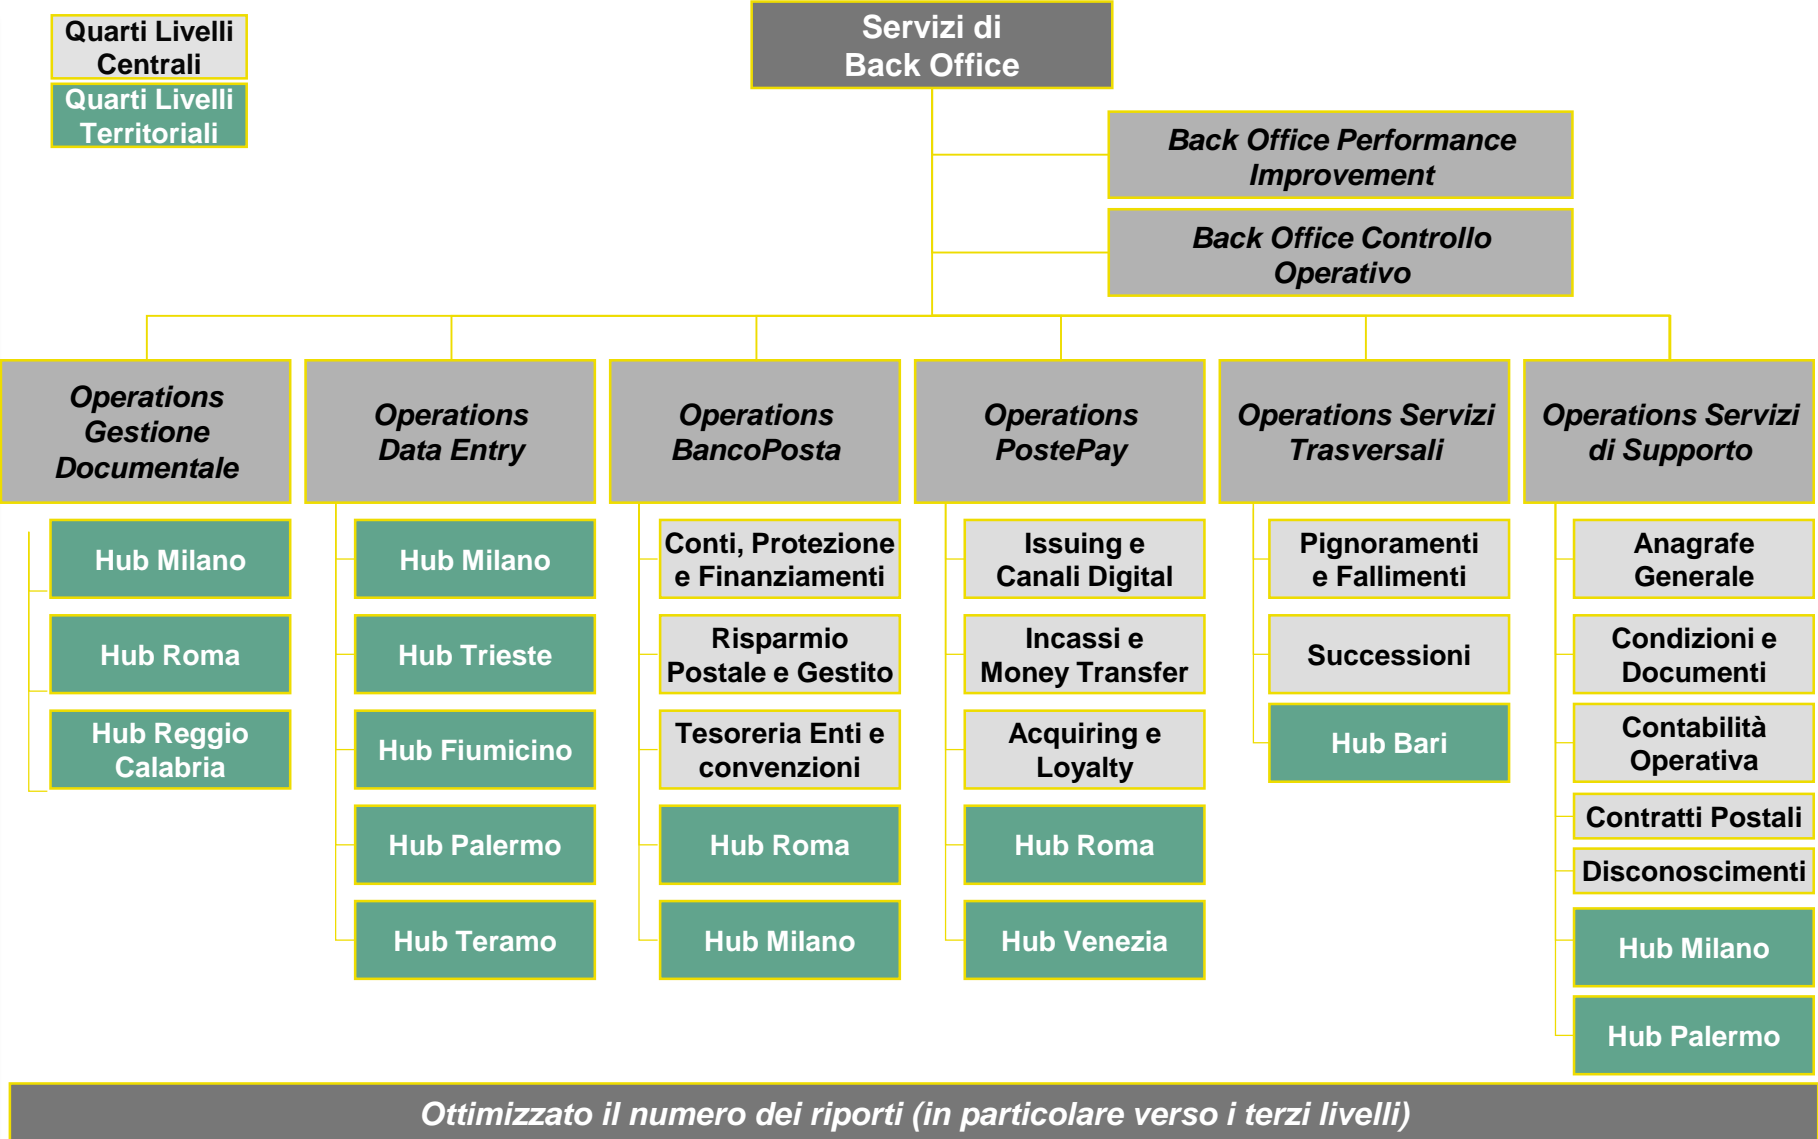 Quarti Livelli
Centrali
Quarti Livelli
Territoriali
Servizi di
Back Office
Back Office Performance
Improvement
Back Office Controllo
Operativo
Operations
Gestione
Documentale
Hub Milano
Hub Roma
Hub Reggio
Calabria
Operations
Data Entry
Hub Milano
Hub Trieste
Hub Fiumicino
Hub Palermo
Hub Teramo
Operations
BancoPosta
Conti, Protezione
e Finanziamenti
Risparmio
Postale e Gestito
Tesoreria Enti e
convenzioni
Hub Roma
Hub Milano
Operations
PostePay
Issuing e
Canali Digital
Incassi e
Money Transfer
Acquiring e
Loyalty
Hub Roma
Hub Venezia
Operations Servizi
Trasversali
Pignoramenti
e Fallimenti
Successioni
Hub Bari
Operations Servizi
di Supporto
Anagrafe
Generale
Condizioni e
Documenti
Contabilità
Operativa
Contratti Postali
Disconoscimenti
Hub Milano
Hub Palermo
Ottimizzato il numero dei riporti (in particolare verso i terzi livelli)